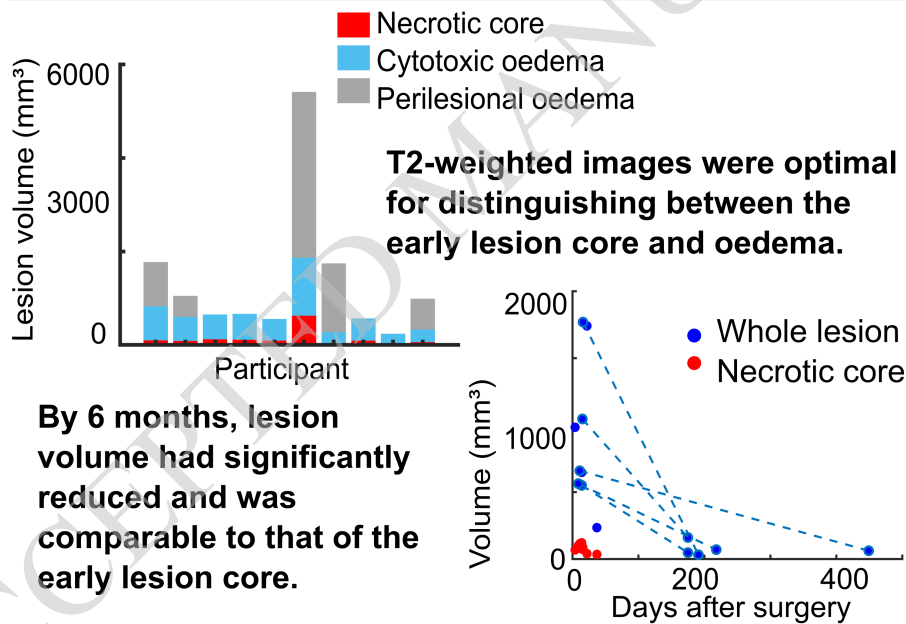 Necrotic core
Cytotoxic oedema
Perilesional oedema
Lesion volume (mm³)
6000
3000
0
Participant
T2-weighted images were optimal
for distinguishing between the
early lesion core and oedema.
By 6 months, lesion
volume had significantly
reduced and was
comparable to that of the
early lesion core.
Whole lesion
Necrotic core
Volume (mm³)
2000
1000
0
0 200 400
Days after surgery
CEPTED MAN